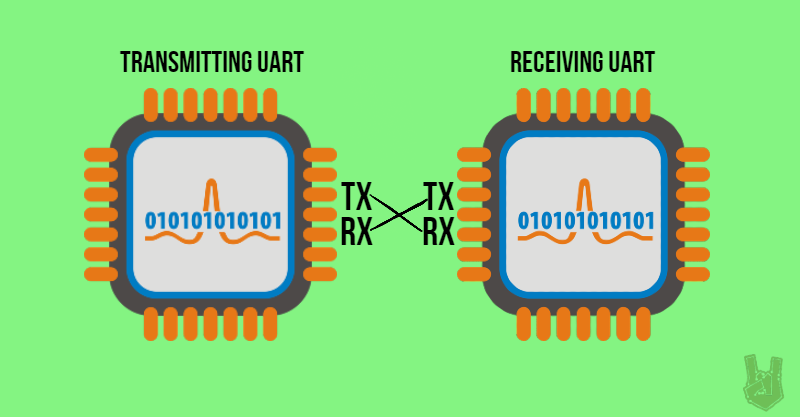 TRANSMITTING UART
RECEIVING UART
TX
TX
RX
RX
010101010101
010101010101